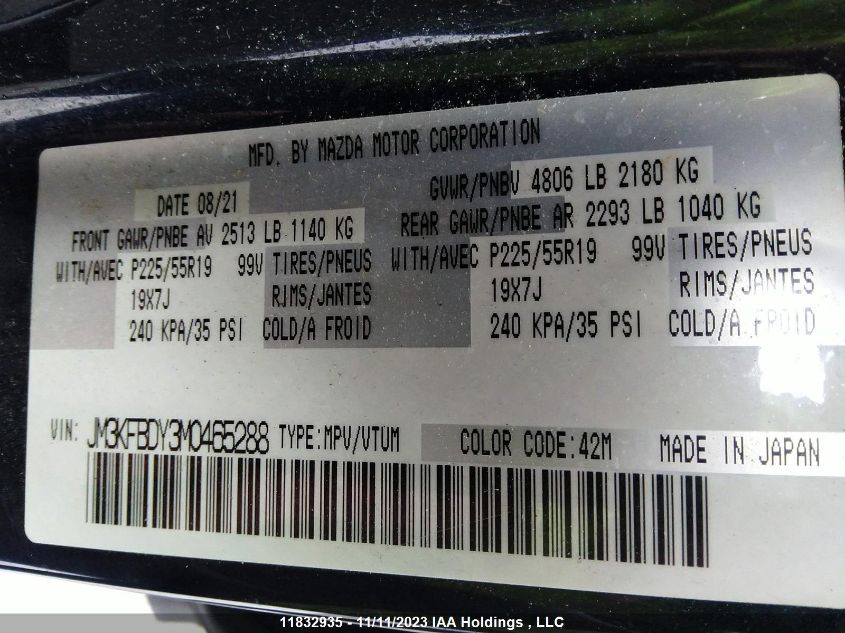 MFD. BY MAZDA MOTOR CORPORATION
DATE 08/21 GVWR/PNBV 4806 LB 2180 KG
FRONT GAWR/PNBE AV 2513 LB 1140 KG REAR GAWR/PNBE AR 2293 LB 1040 KG
WITH/AVEC P225/55R19 99V TIRES/PNEUS WITH/AVEC P225/55R19 99V TIRES/PNEUS
19X7J RIMS/JANTES 19X7J RIMS/JANTES
240 KPA/35 PSI COLD/A FROID 240 KPA/35 PSI COLD/A FROID
VIN: JM3KFBDY3M0465288 TYPE:MPV/VTUM COLOR CODE:42M MADE IN JAPAN
11832935 - 11/11/2023 IAA Holdings , LLC